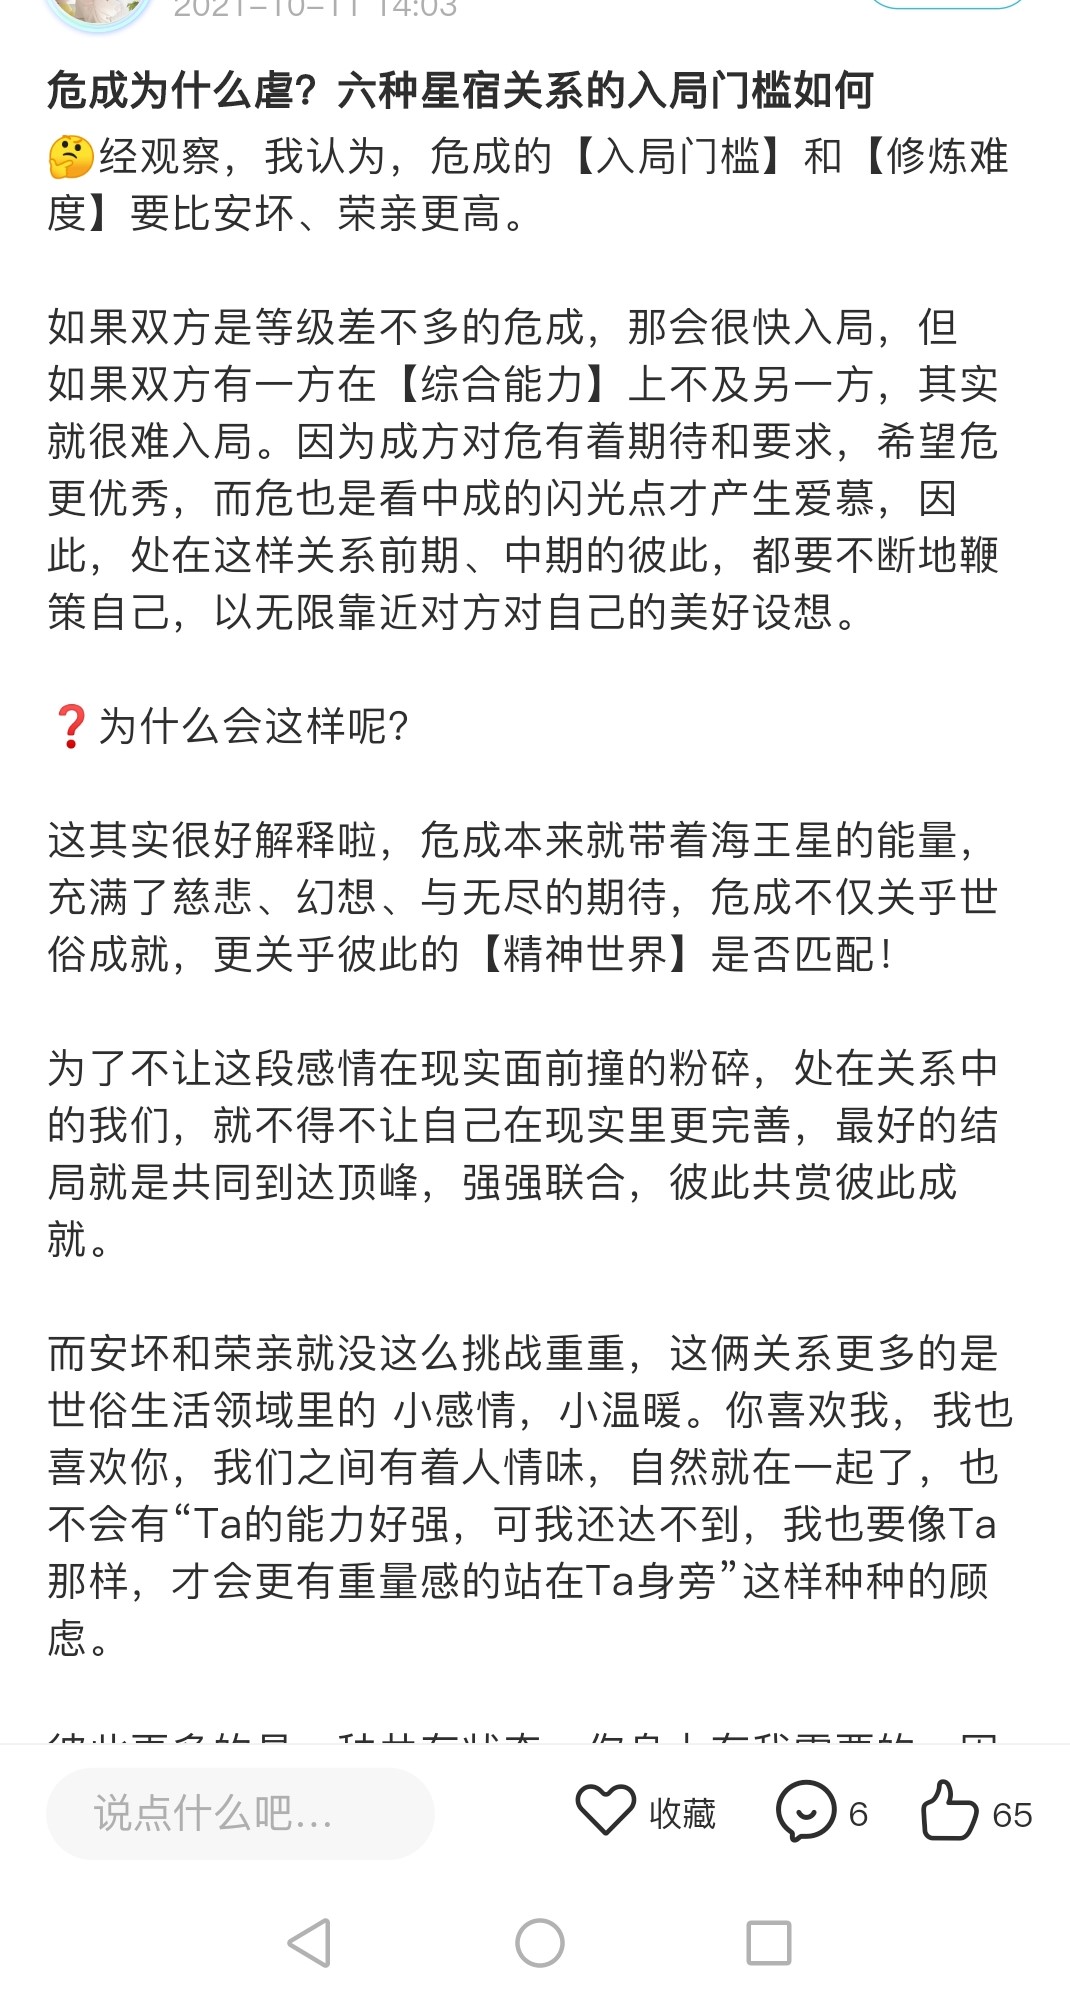 2021-10-11 14:03
危成为什么虐？六种星宿关系的入局门槛如何
🤔经观察，我认为，危成的【入局门槛】和【修炼难
度】要比安坏、荣亲更高。
如果双方是等级差不多的危成，那会很快入局，但
如果双方有一方在【综合能力】上不及另一方，其实
就很难入局。因为成方对危有着期待和要求，希望危
更优秀，而危也是看中成的闪光点才产生爱慕，因
此，处在这样关系前期、中期的彼此，都要不断地鞭
策自己，以无限靠近对方对自己的美好设想。
❓为什么会这样呢？
这其实很好解释啦，危成本来就带着海王星的能量，
充满了慈悲、幻想、与无尽的期待，危成不仅关乎世
俗成就，更关乎彼此的【精神世界】是否匹配！
为了不让这段感情在现实面前撞的粉碎，处在关系中
的我们，就不得不让自己在现实里更完善，最好的结
局就是共同到达顶峰，强强联合，彼此共赏彼此成
就。
而安坏和荣亲就没这么挑战重重，这俩关系更多的是
世俗生活领域里的 小感情，小温暖。你喜欢我，我也
喜欢你，我们之间有着人情味，自然就在一起了，也
不会有“Ta的能力好强，可我还达不到，我也要像Ta
那样，才会更有重量感的站在Ta身旁”这样种种的顾
虑。
彼此更多的是一种共有状态，你身上有我需要的，因
说点什么吧...
收藏
6
65